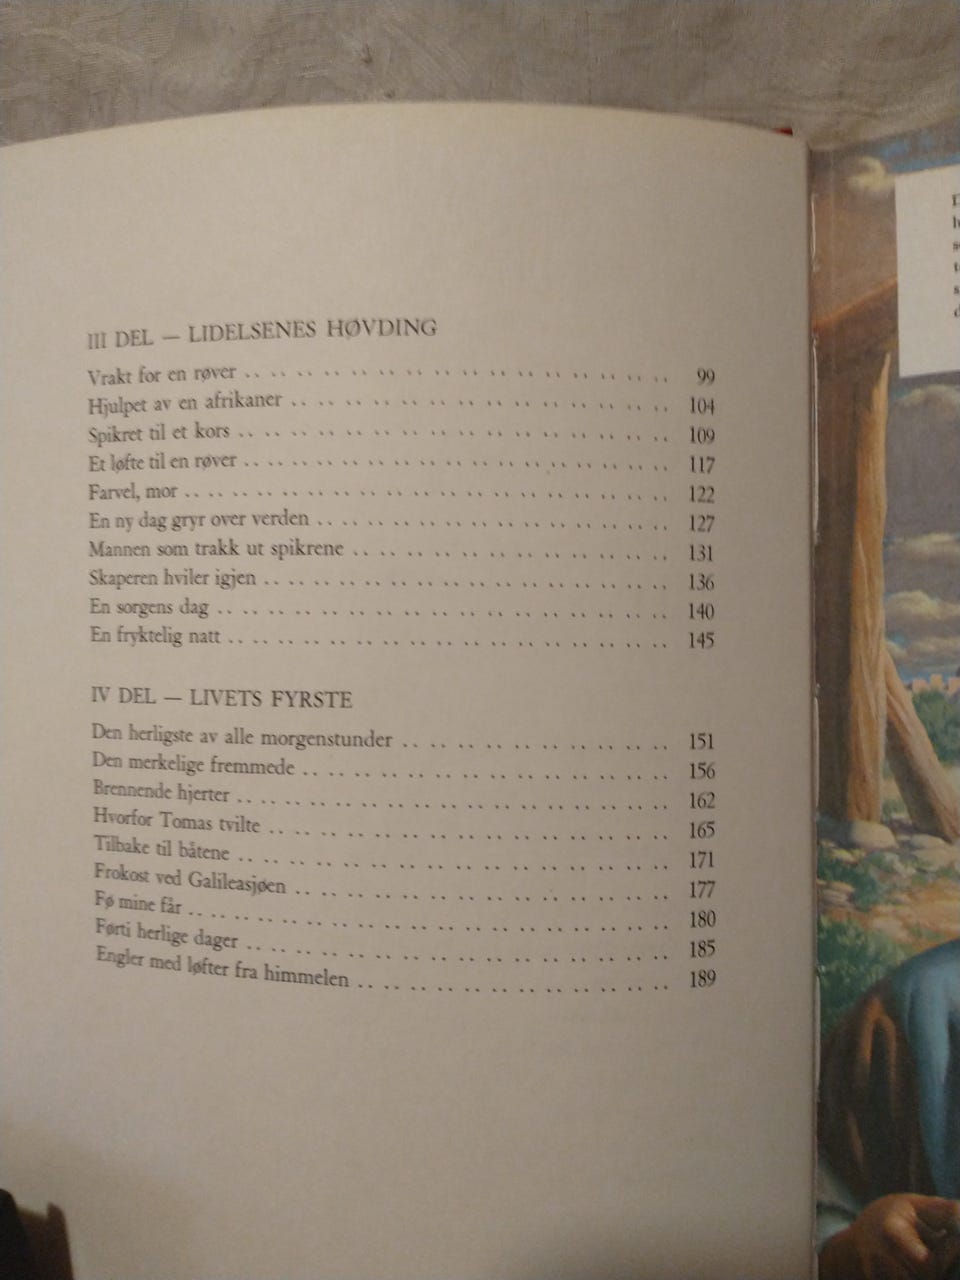 III DEL — LIDELSENES HØVDING
Vrakt for en røver .. .. .. .. .. .. .. .. .. .. .. .. .. .. .. .. 99
Hjulpet av en afrikaner .. .. .. .. .. .. .. .. .. .. .. .. .. .. 104
Spikret til et kors .. .. .. .. .. .. .. .. .. .. .. .. .. .. .. .. 109
Et løfte til en røver .. .. .. .. .. .. .. .. .. .. .. .. .. .. .. .. 117
Farvel, mor .. .. .. .. .. .. .. .. .. .. .. .. .. .. .. .. .. .. 122
En ny dag gryr over verden .. .. .. .. .. .. .. .. .. .. .. .. .. 127
Mannen som trakk ut spikrene .. .. .. .. .. .. .. .. .. .. .. .. 131
Skaperen hviler igjen .. .. .. .. .. .. .. .. .. .. .. .. .. .. .. 136
En sorgens dag .. .. .. .. .. .. .. .. .. .. .. .. .. .. .. .. .. 140
En fryktelig natt .. .. .. .. .. .. .. .. .. .. .. .. .. .. .. .. .. 145
IV DEL — LIVETS FYRSTE
Den herligste av alle morgenstunder .. .. .. .. .. .. .. .. .. .. 151
Den merkelige fremmede .. .. .. .. .. .. .. .. .. .. .. .. .. .. 156
Brennende hjerter .. .. .. .. .. .. .. .. .. .. .. .. .. .. .. .. 162
Hvorfor Tomas tvilte .. .. .. .. .. .. .. .. .. .. .. .. .. .. .. 165
Tilbake til båtene .. .. .. .. .. .. .. .. .. .. .. .. .. .. .. .. 171
Frokost ved Galileasjøen .. .. .. .. .. .. .. .. .. .. .. .. .. .. 177
Fø mine får .. .. .. .. .. .. .. .. .. .. .. .. .. .. .. .. .. .. 180
Førti herlige dager .. .. .. .. .. .. .. .. .. .. .. .. .. .. .. .. 185
Engler med løfter fra himmelen .. .. .. .. .. .. .. .. .. .. .. .. 189